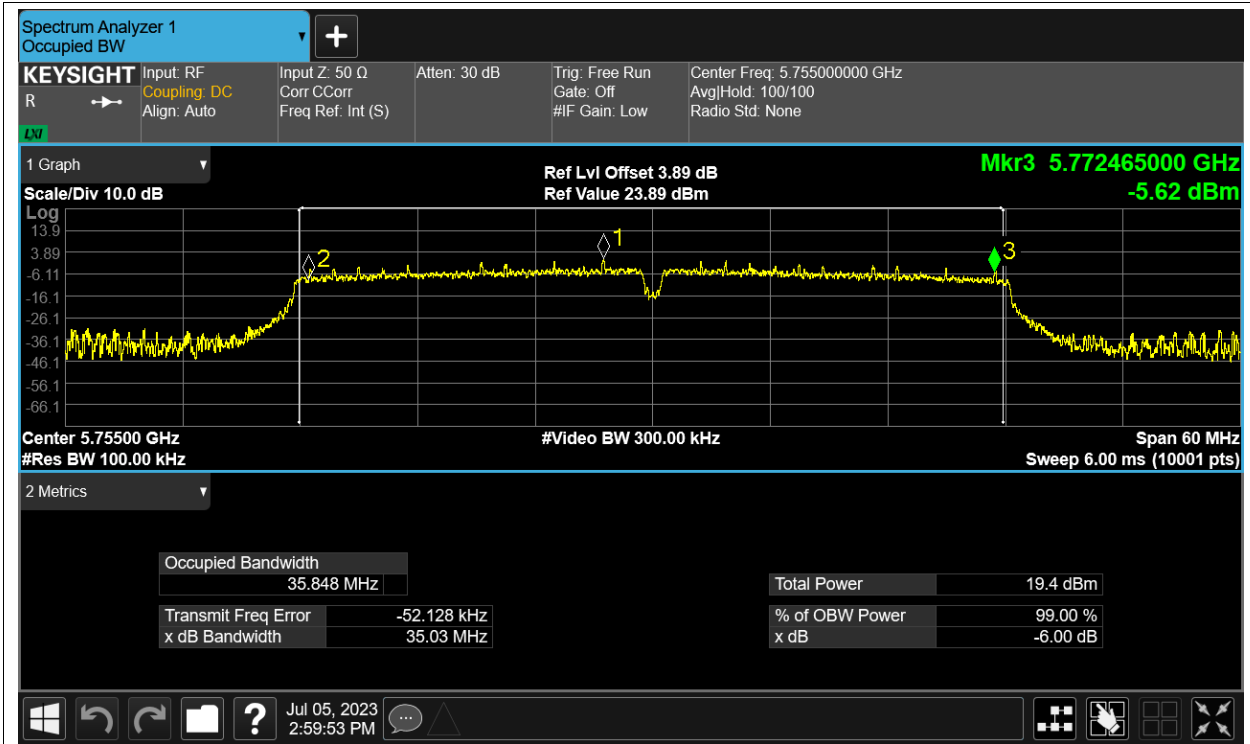 Spectrum Analyzer 1
Occupied BW
KEYSIGHT
R
LXI
Input: RF
Coupling: DC
Align: Auto
Input Z: 50 Ω
Corr CCorr
Freq Ref: Int (S)
Atten: 30 dB
Trig: Free Run
Gate: Off
#IF Gain: Low
Center Freq: 5.755000000 GHz
Avg|Hold: 100/100
Radio Std: None
1 Graph
Scale/Div 10.0 dB
Ref Lvl Offset 3.89 dB
Ref Value 23.89 dBm
Mkr3 5.772465000 GHz
-5.62 dBm
Log
13.9
3.89
-6.11
-16.1
-26.1
-36.1
-46.1
-56.1
-66.1
2
1
3
Center 5.75500 GHz
#Res BW 100.00 kHz
#Video BW 300.00 kHz
Span 60 MHz
Sweep 6.00 ms (10001 pts)
2 Metrics
Occupied Bandwidth
35.848 MHz
Transmit Freq Error -52.128 kHz
x dB Bandwidth 35.03 MHz
Total Power 19.4 dBm
% of OBW Power 99.00 %
x dB -6.00 dB
?
Jul 05, 2023
2:59:53 PM